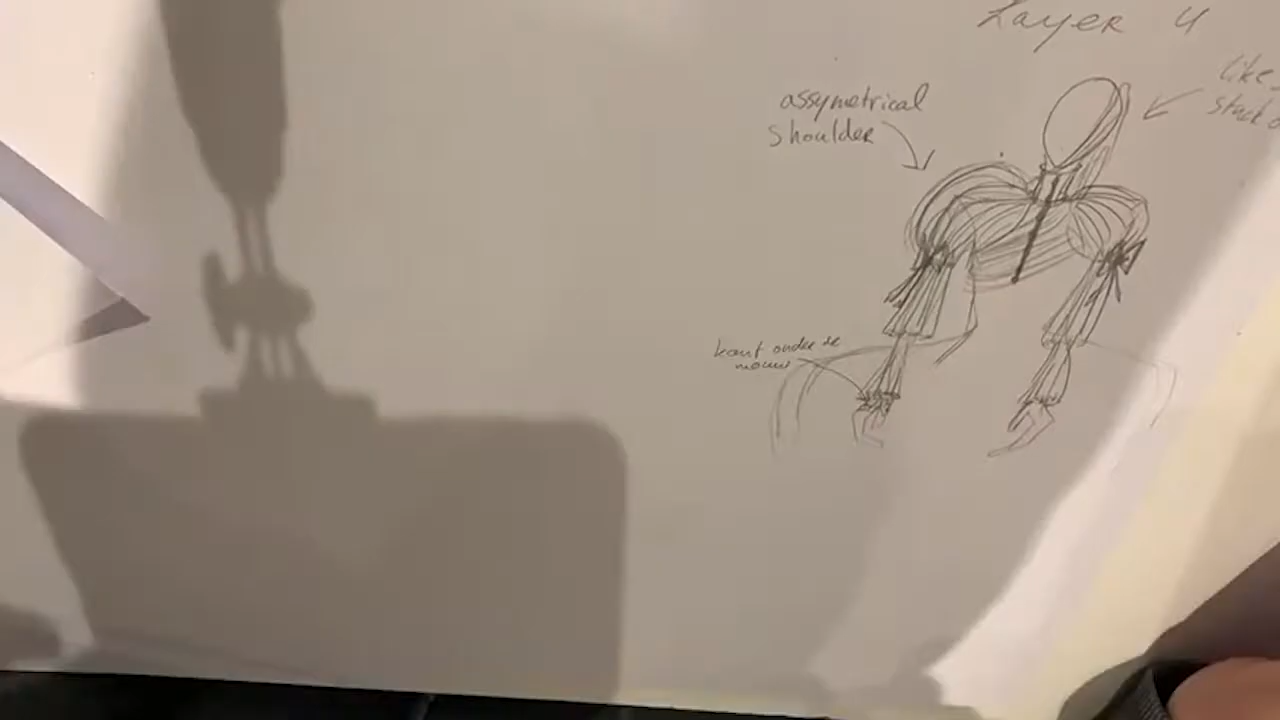 Layer 4
like
assymetrical
shoulder
kant onder de
mouw